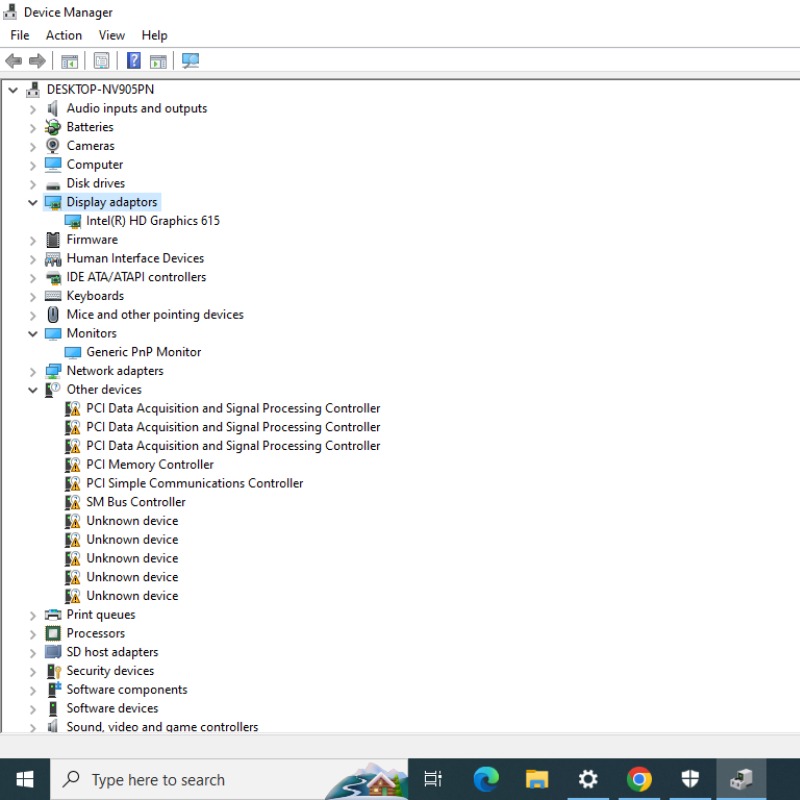 Device Manager
File Action View Help
DESKTOP-NV905PN
Audio inputs and outputs
Batteries
Cameras
Computer
Disk drives
Display adaptors
Intel(R) HD Graphics 615
Firmware
Human Interface Devices
IDE ATA/ATAPI controllers
Keyboards
Mice and other pointing devices
Monitors
Generic PnP Monitor
Network adapters
Other devices
PCI Data Acquisition and Signal Processing Controller
PCI Data Acquisition and Signal Processing Controller
PCI Data Acquisition and Signal Processing Controller
PCI Memory Controller
PCI Simple Communications Controller
SM Bus Controller
Unknown device
Unknown device
Unknown device
Unknown device
Unknown device
Print queues
Processors
SD host adapters
Security devices
Software components
Software devices
Sound, video and game controllers
Type here to search